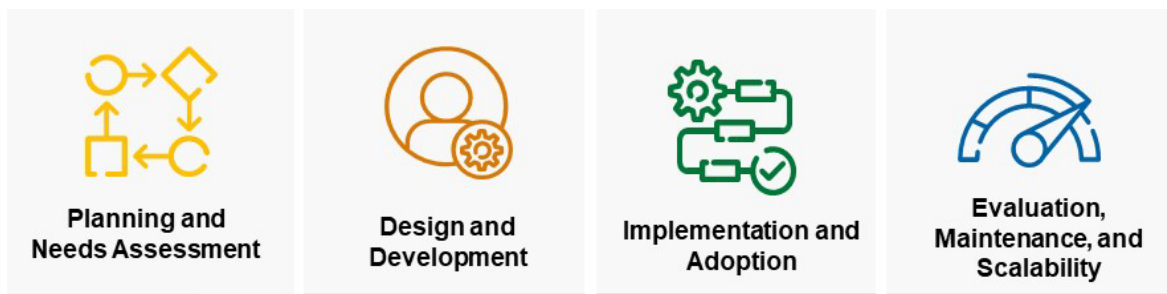 Planning and
Needs Assessment
Design and
Development
Implementation and
Adoption
Evaluation,
Maintenance, and
Scalability